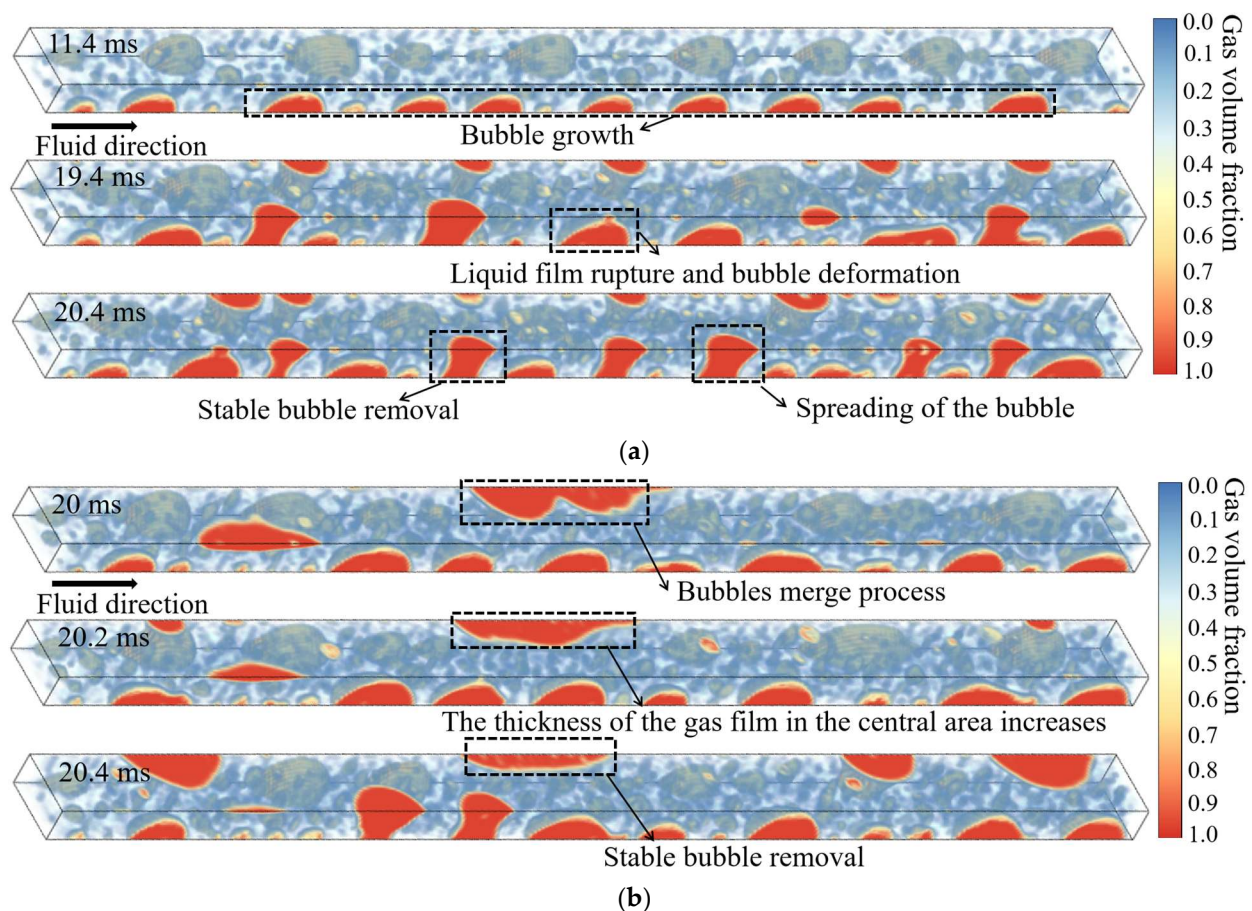 11.4 ms
Bubble growth
Fluid direction
19.4 ms
Liquid film rupture and bubble deformation
20.4 ms
Stable bubble removal
Spreading of the bubble
Gas volume fraction
0.0
0.1
0.2
0.3
0.4
0.5
0.6
0.7
0.8
0.9
1.0
(a)
20 ms
Bubbles merge process
Fluid direction
20.2 ms
The thickness of the gas film in the central area increases
20.4 ms
Stable bubble removal
Gas volume fraction
0.0
0.1
0.2
0.3
0.4
0.5
0.6
0.7
0.8
0.9
1.0
(b)